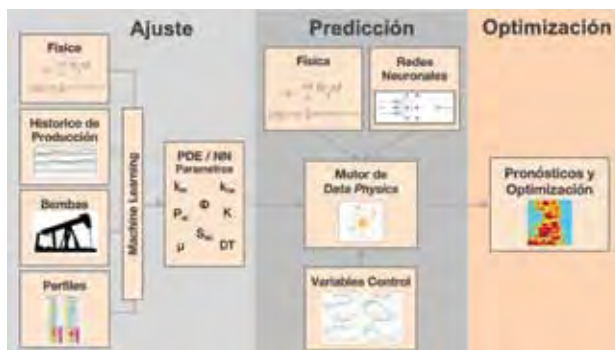 Ajuste
Predicción
Optimización
Física
Historico de
Producción
Bombas
Perfiles
Machine Learning
PDE / NN
Parametros
Φ
K
μ
DT
Física
Redes
Neuronales
Motor de
Data Physics
Variables Control
Pronósticos y
Optimización